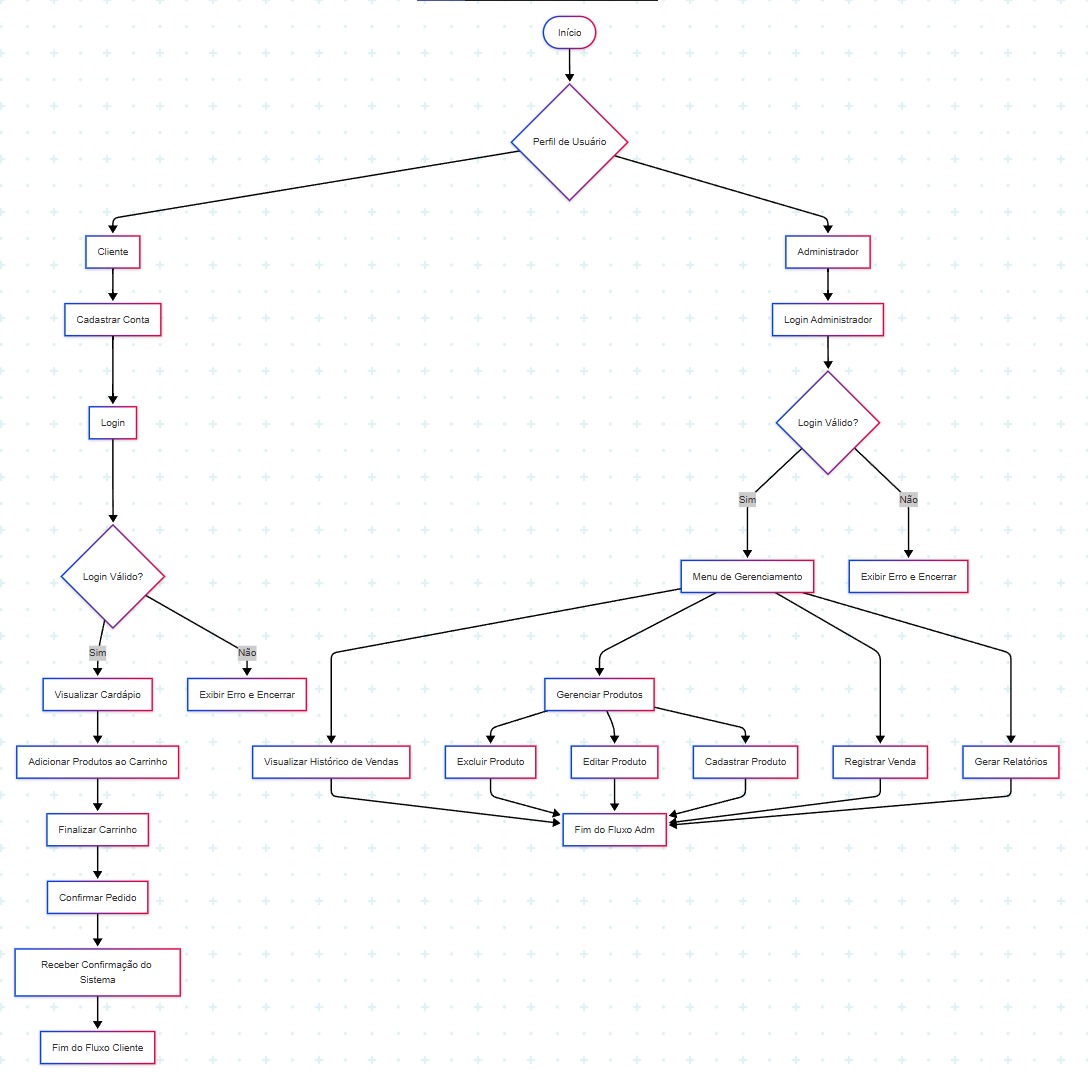 Início
Perfil de Usuário
Cliente
Administrador
Cadastrar Conta
Login Administrador
Login
Login Válido?
Sim
Não
Login Válido?
Menu de Gerenciamento
Exibir Erro e Encerrar
Sim
Não
Visualizar Cardápio
Exibir Erro e Encerrar
Gerenciar Produtos
Adicionar Produtos ao Carrinho
Visualizar Histórico de Vendas
Excluir Produto
Editar Produto
Cadastrar Produto
Registrar Venda
Gerar Relatórios
Finalizar Carrinho
Fim do Fluxo Adm
Confirmar Pedido
Receber Confirmação do
Sistema
Fim do Fluxo Cliente